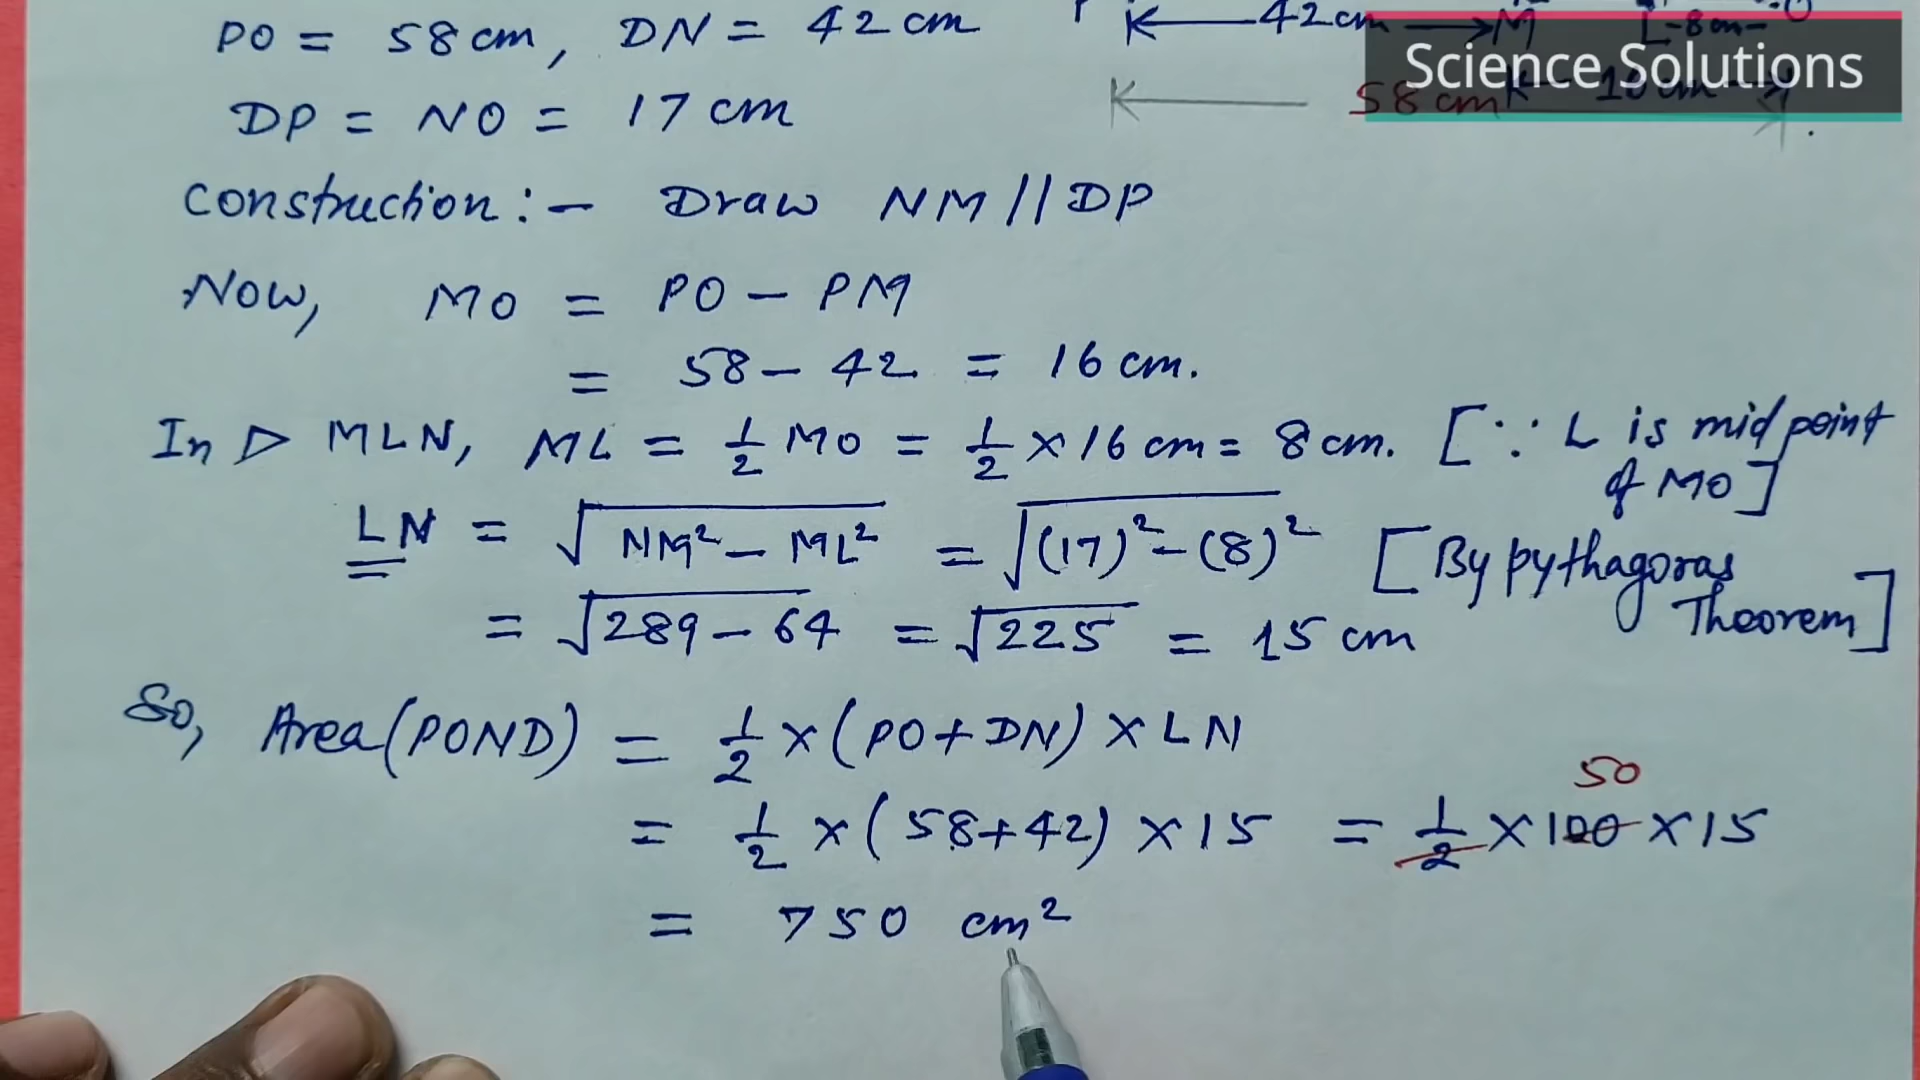 PO = 58 cm, DN = 42 cm
42 cm M L 8 cm O
Science Solutions
DP = NO = 17 cm
58 cm
Construction:- Draw NM // DP
Now, MO = PO - PM
= 58 - 42 = 16 cm.
In ▷ MLN, ML = 1/2 MO = 1/2 × 16 cm = 8 cm. [∵ L is mid point
of MO]
LN = √NM² - ML² = √(17)² - (8)² [By pythagoras
Theorem]
= √289 - 64 = √225 = 15 cm
So, Area (POND) = 1/2 × (PO + DN) × LN
50
= 1/2 × (58 + 42) × 15 = 1/2 × 100 × 15
= 750 cm²